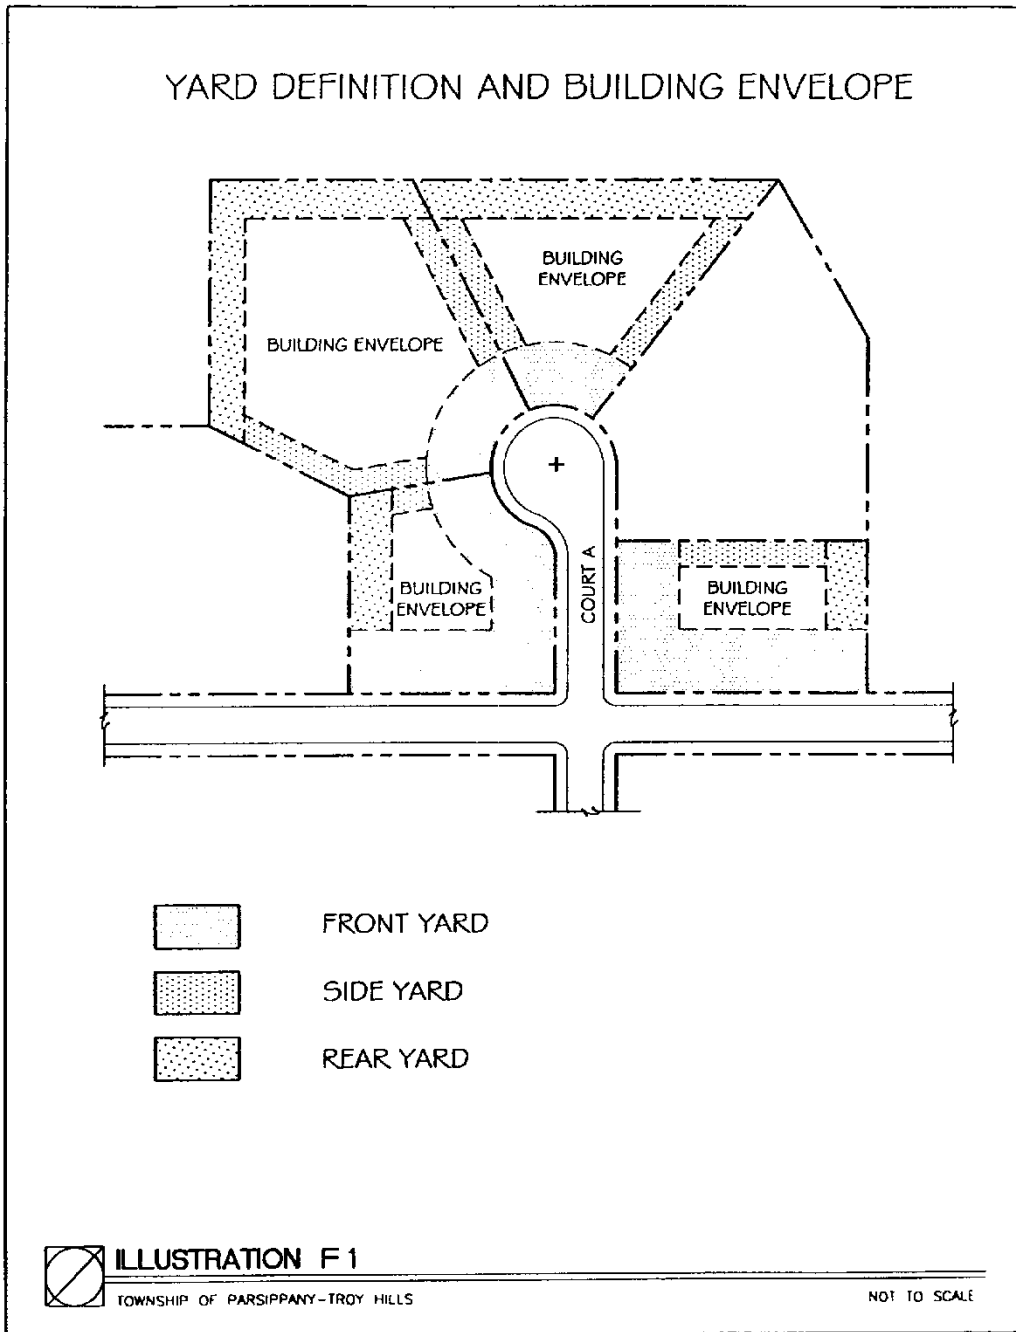 YARD DEFINITION AND BUILDING ENVELOPE
BUILDING
ENVELOPE
BUILDING ENVELOPE
BUILDING
ENVELOPE
COURT A
BUILDING
ENVELOPE
FRONT YARD
SIDE YARD
REAR YARD
ILLUSTRATION F1
TOWNSHIP OF PARSIPPANY-TROY HILLS
NOT TO SCALE